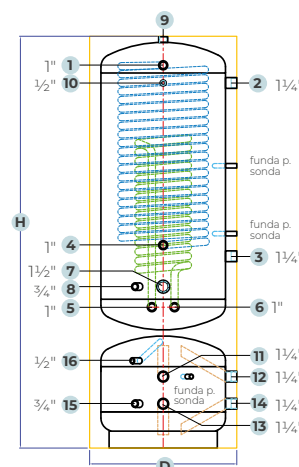 9
1" 1
½" 10
2 1¼"
funda p.
sonda
H
funda p.
sonda
1" 4
3 1¼"
1½" 7
¾" 8
1" 5
6 1"
½" 16
11 1¼"
12 1¼"
funda p.
sonda
¾" 15
14 1¼"
13 1¼"
D